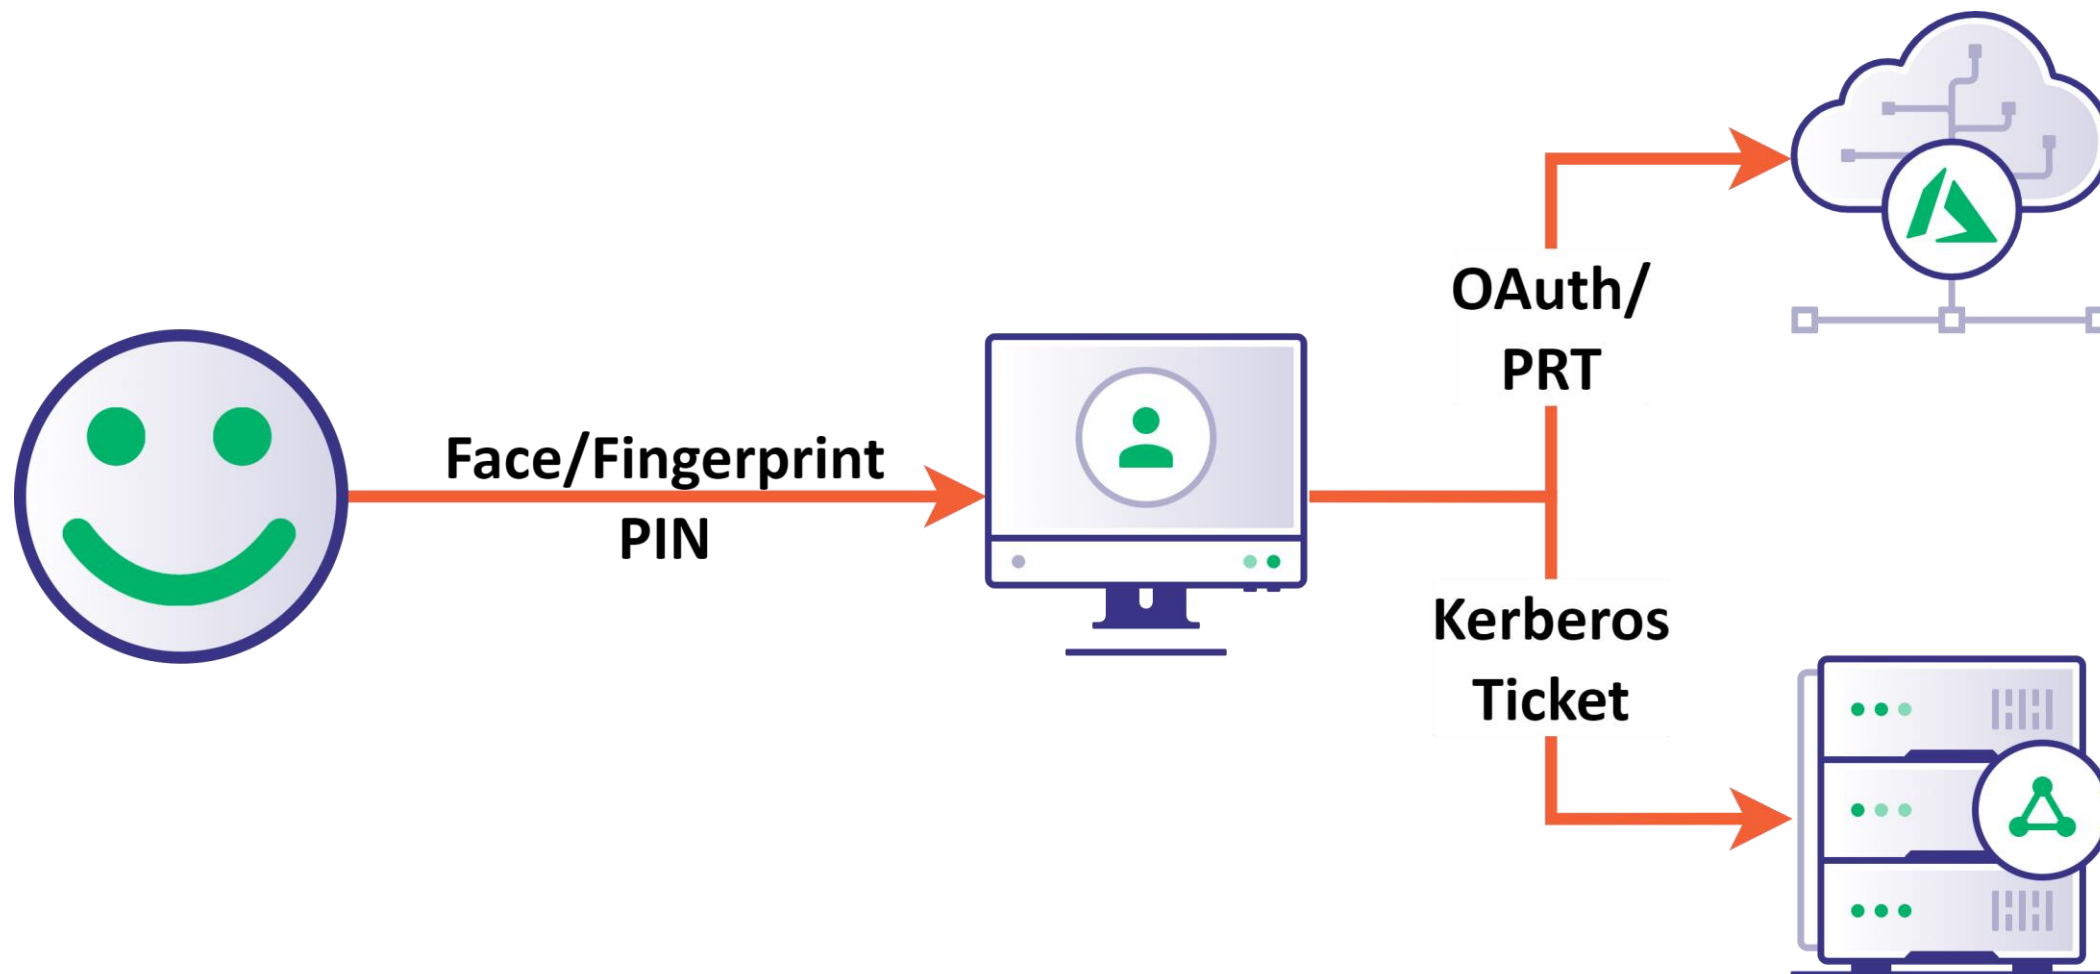 Face/Fingerprint
PIN
OAuth/
PRT
Kerberos
Ticket